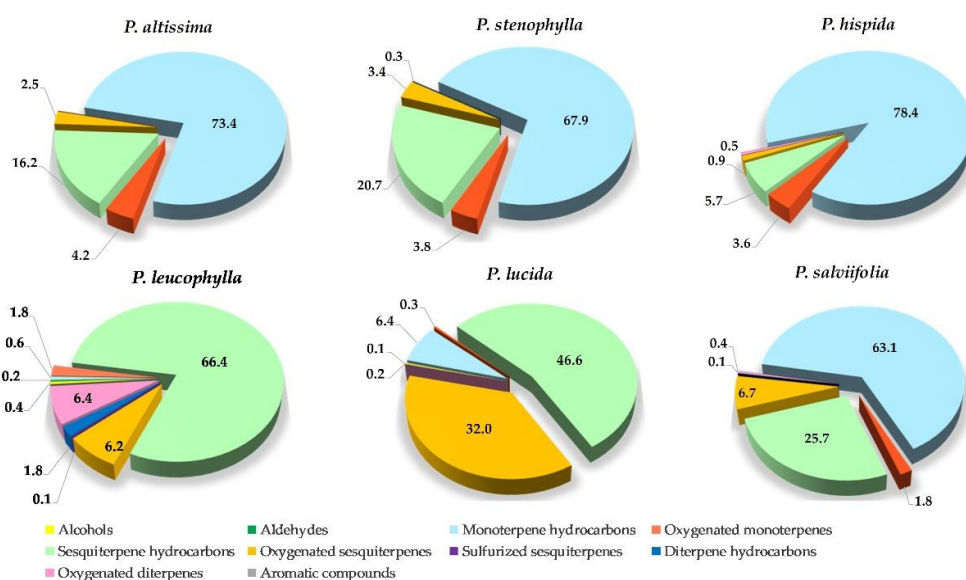 P. altissima
P. stenophylla
P. hispida
2.5
73.4
16.2
4.2
0.3
3.4
67.9
20.7
3.8
78.4
0.5
0.9
5.7
3.6
P. leucophylla
P. lucida
P. salviifolia
1.8
0.6
0.2
0.4
66.4
6.4
6.2
1.8
0.1
0.3
6.4
0.1
0.2
46.6
32.0
0.4
0.1
6.7
63.1
25.7
1.8
Alcohols
Aldehydes
Monoterpene hydrocarbons
Oxygenated monoterpenes
Sesquiterpene hydrocarbons
Oxygenated sesquiterpenes
Sulfurized sesquiterpenes
Diterpene hydrocarbons
Oxygenated diterpenes
Aromatic compounds